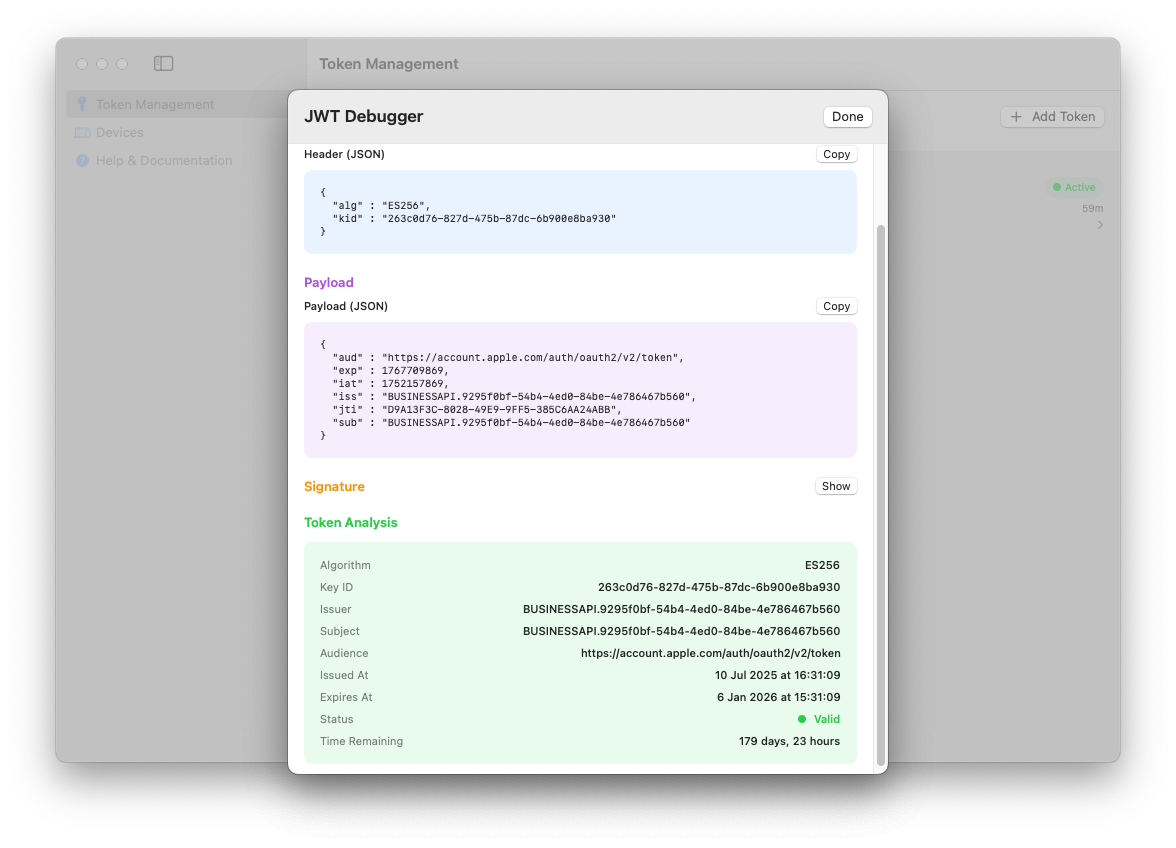 Token Management
Token Management
Devices
Help & Documentation
Add Token
Active
59m
JWT Debugger
Done
Header (JSON)
Copy
{
"alg" : "ES256",
"kid" : "263c0d76-827d-475b-87dc-6b900e8ba930"
}
Payload
Payload (JSON)
Copy
{
"aud" : "https://account.apple.com/auth/oauth2/v2/token",
"exp" : 1767709869,
"iat" : 1752157869,
"iss" : "BUSINESSAPI.9295f0bf-54b4-4ed0-84be-4e786467b560",
"jti" : "D9A13F3C-8028-49E9-9FF5-385C6AA24ABB",
"sub" : "BUSINESSAPI.9295f0bf-54b4-4ed0-84be-4e786467b560"
}
Signature
Show
Token Analysis
Algorithm ES256
Key ID 263c0d76-827d-475b-87dc-6b900e8ba930
Issuer BUSINESSAPI.9295f0bf-54b4-4ed0-84be-4e786467b560
Subject BUSINESSAPI.9295f0bf-54b4-4ed0-84be-4e786467b560
Audience https://account.apple.com/auth/oauth2/v2/token
Issued At 10 Jul 2025 at 16:31:09
Expires At 6 Jan 2026 at 15:31:09
Status Valid
Time Remaining 179 days, 23 hours